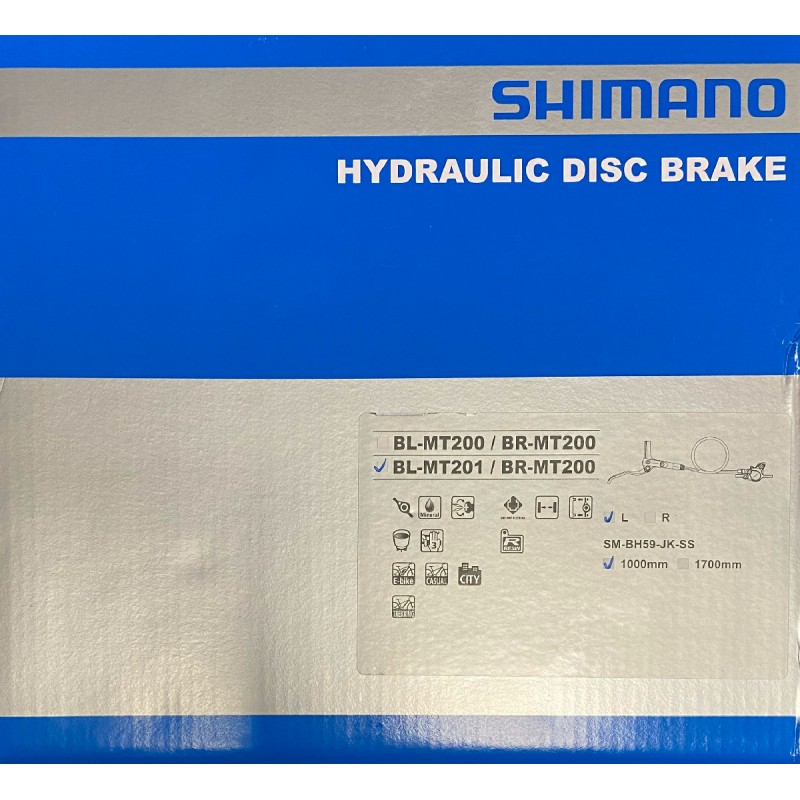 SHIMANO
HYDRAULIC DISC BRAKE
BL-MT200 / BR-MT200
BL-MT201 / BR-MT200
Mineral
L R
SM-BH59-JK-SS
1000mm 1700mm
E-bike CASUAL CITY